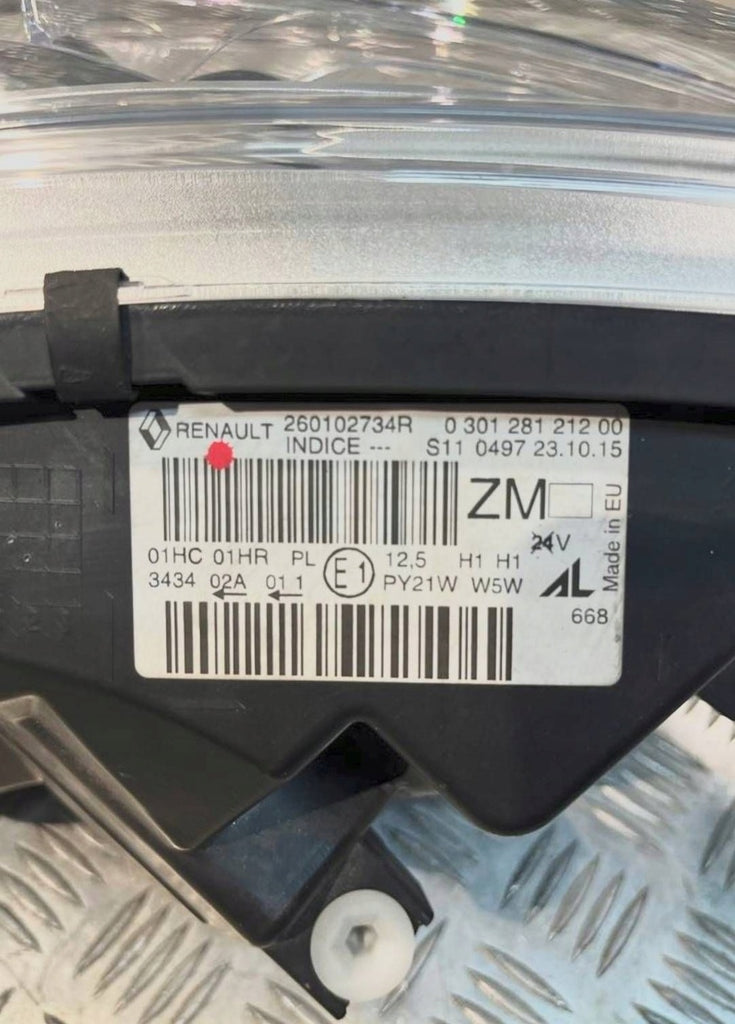 RENAULT 260102734R 0 301 281 212 00
INDICE --- S11 0497 23.10.15
ZM
Made in EU
24V
01HC 01HR PL E1 12,5 H1 H1
3434 02A 01 1 PY21W W5W AL
668